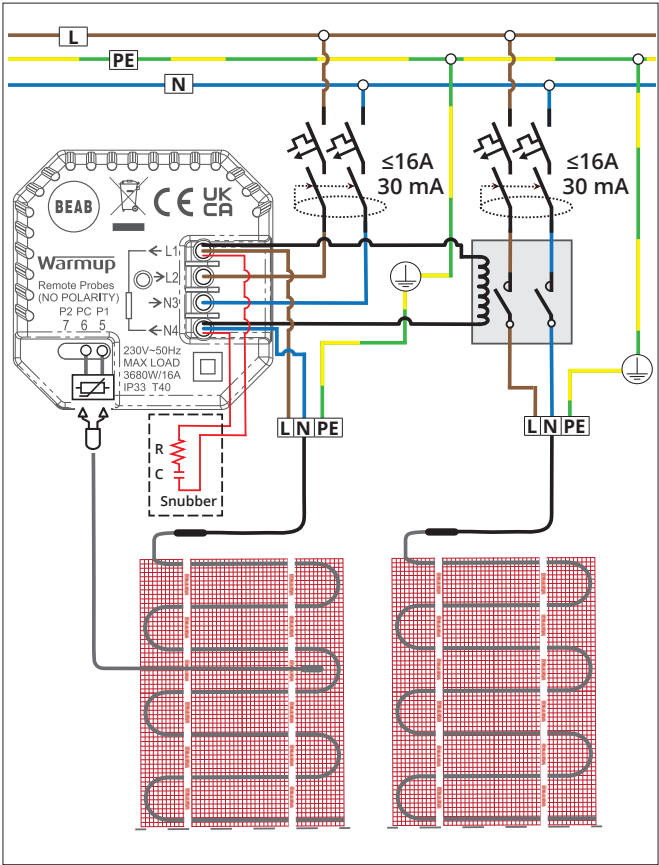 L
PE
N
≤16A
30 mA
≤16A
30 mA
BEAB
CE UK
CA
Warmup
Remote Probes
(NO POLARITY)
P2 PC P1
7 6 5
L1
L2
N3
N4
230V~50Hz
MAX LOAD
3680W/16A
IP33 T40
L N PE
L N PE
R
C
Snubber